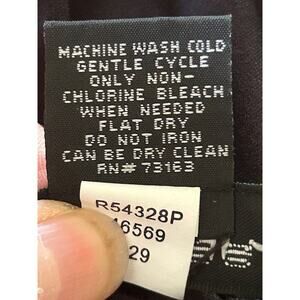 MACHINE WASH COLD
GENTLE CYCLE
ONLY NON-
CHLORINE BLEACH
WHEN NEEDED
FLAT DRY
DO NOT IRON
CAN BE DRY CLEAN
RN# 73163
R54328P
46569
29